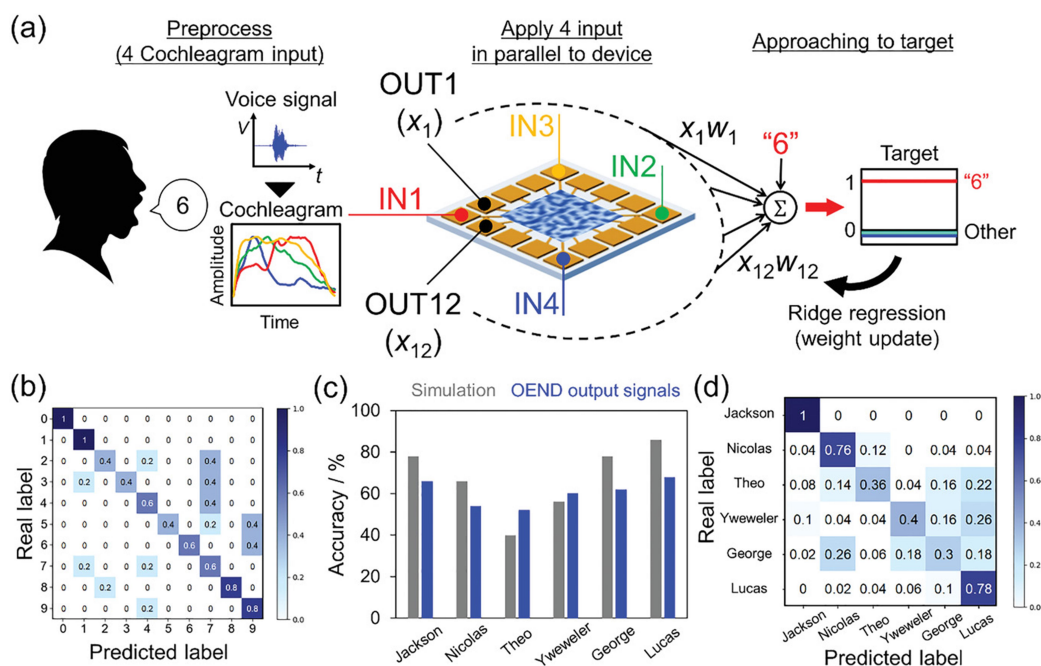 (a)
Preprocess
(4 Cochleagram input)
Apply 4 input
in parallel to device
Approaching to target
Voice signal
V
t
6
Cochleagram
Amplitude
Time
OUT1
(x1)
IN3
IN2
IN1
IN4
OUT12
(x12)
x1w1
"6"
Σ
x12w12
Target
1
"6"
0
Other
Ridge regression
(weight update)
(b)
Real label
0 1 0 0 0 0 0 0 0 0 0
1 0 1 0 0 0 0 0 0 0 0
2 0 0 0.4 0 0.2 0 0 0.4 0 0
3 0 0.2 0 0.4 0 0 0 0.4 0 0
4 0 0 0 0 0.6 0 0 0.4 0 0
5 0 0 0 0 0 0.4 0 0.2 0 0.4
6 0 0 0 0 0 0 0.6 0 0 0.4
7 0 0.2 0 0 0.2 0 0 0.6 0 0
8 0 0 0.2 0 0 0 0 0 0.8 0
9 0 0 0 0 0.2 0 0 0 0 0.8
0 1 2 3 4 5 6 7 8 9
Predicted label
1.0
0.8
0.6
0.4
0.2
0.0
(c)
Simulation OEND output signals
Accuracy / %
100
80
60
40
20
0
Jackson Nicolas Theo Yweweler George Lucas
(d)
Real label
Jackson 1 0 0 0 0 0
Nicolas 0.04 0.76 0.12 0 0.04 0.04
Theo 0.08 0.14 0.36 0.04 0.16 0.22
Yweweler 0.1 0.04 0.04 0.4 0.16 0.26
George 0.02 0.26 0.06 0.18 0.3 0.18
Lucas 0 0.02 0.04 0.06 0.1 0.78
Jackson Nicolas Theo Yweweler George Lucas
Predicted label
1.0
0.8
0.6
0.4
0.2
0.0